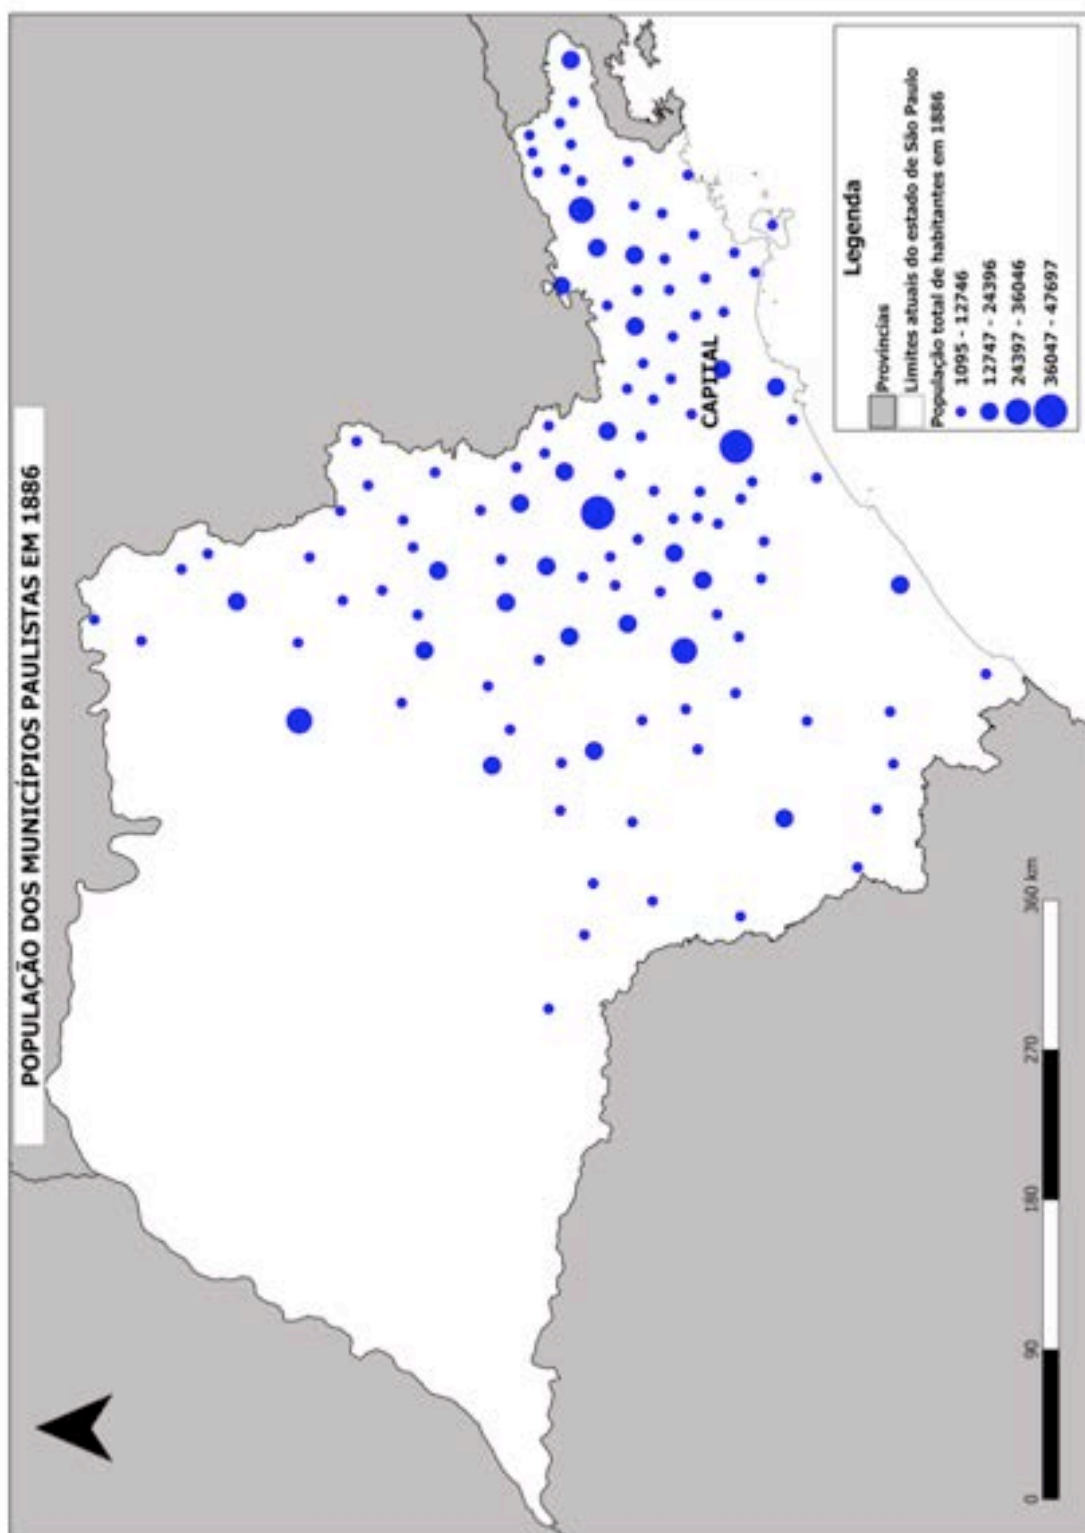 POPULAÇÃO DOS MUNICÍPIOS PAULISTAS EM 1886
CAPITAL
Legenda
Províncias
Limites atuais do estado de São Paulo
População total de habitantes em 1886
1095 - 12746
12747 - 24396
24397 - 36046
36047 - 47697
0 90 180 270 360 km